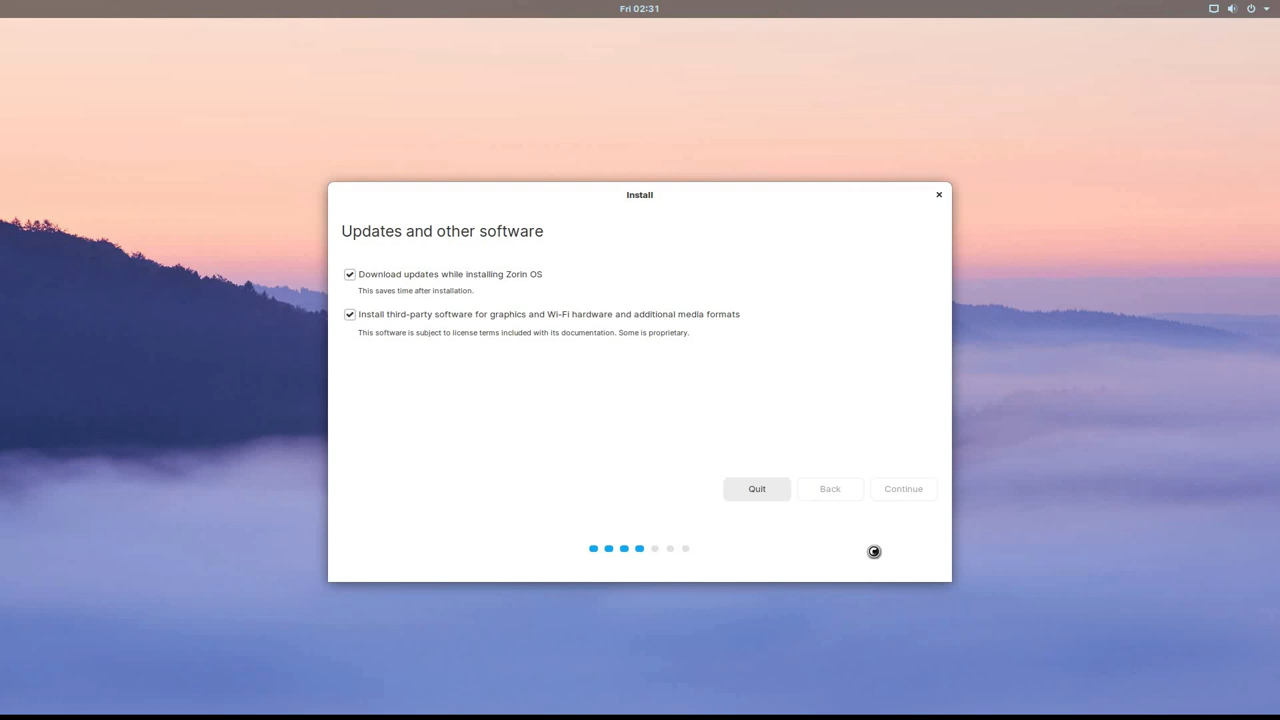 Fri 02:31
Install
Updates and other software
Download updates while installing Zorin OS
This saves time after installation.
Install third-party software for graphics and Wi-Fi hardware and additional media formats
This software is subject to license terms included with its documentation. Some is proprietary.
Quit Back Continue